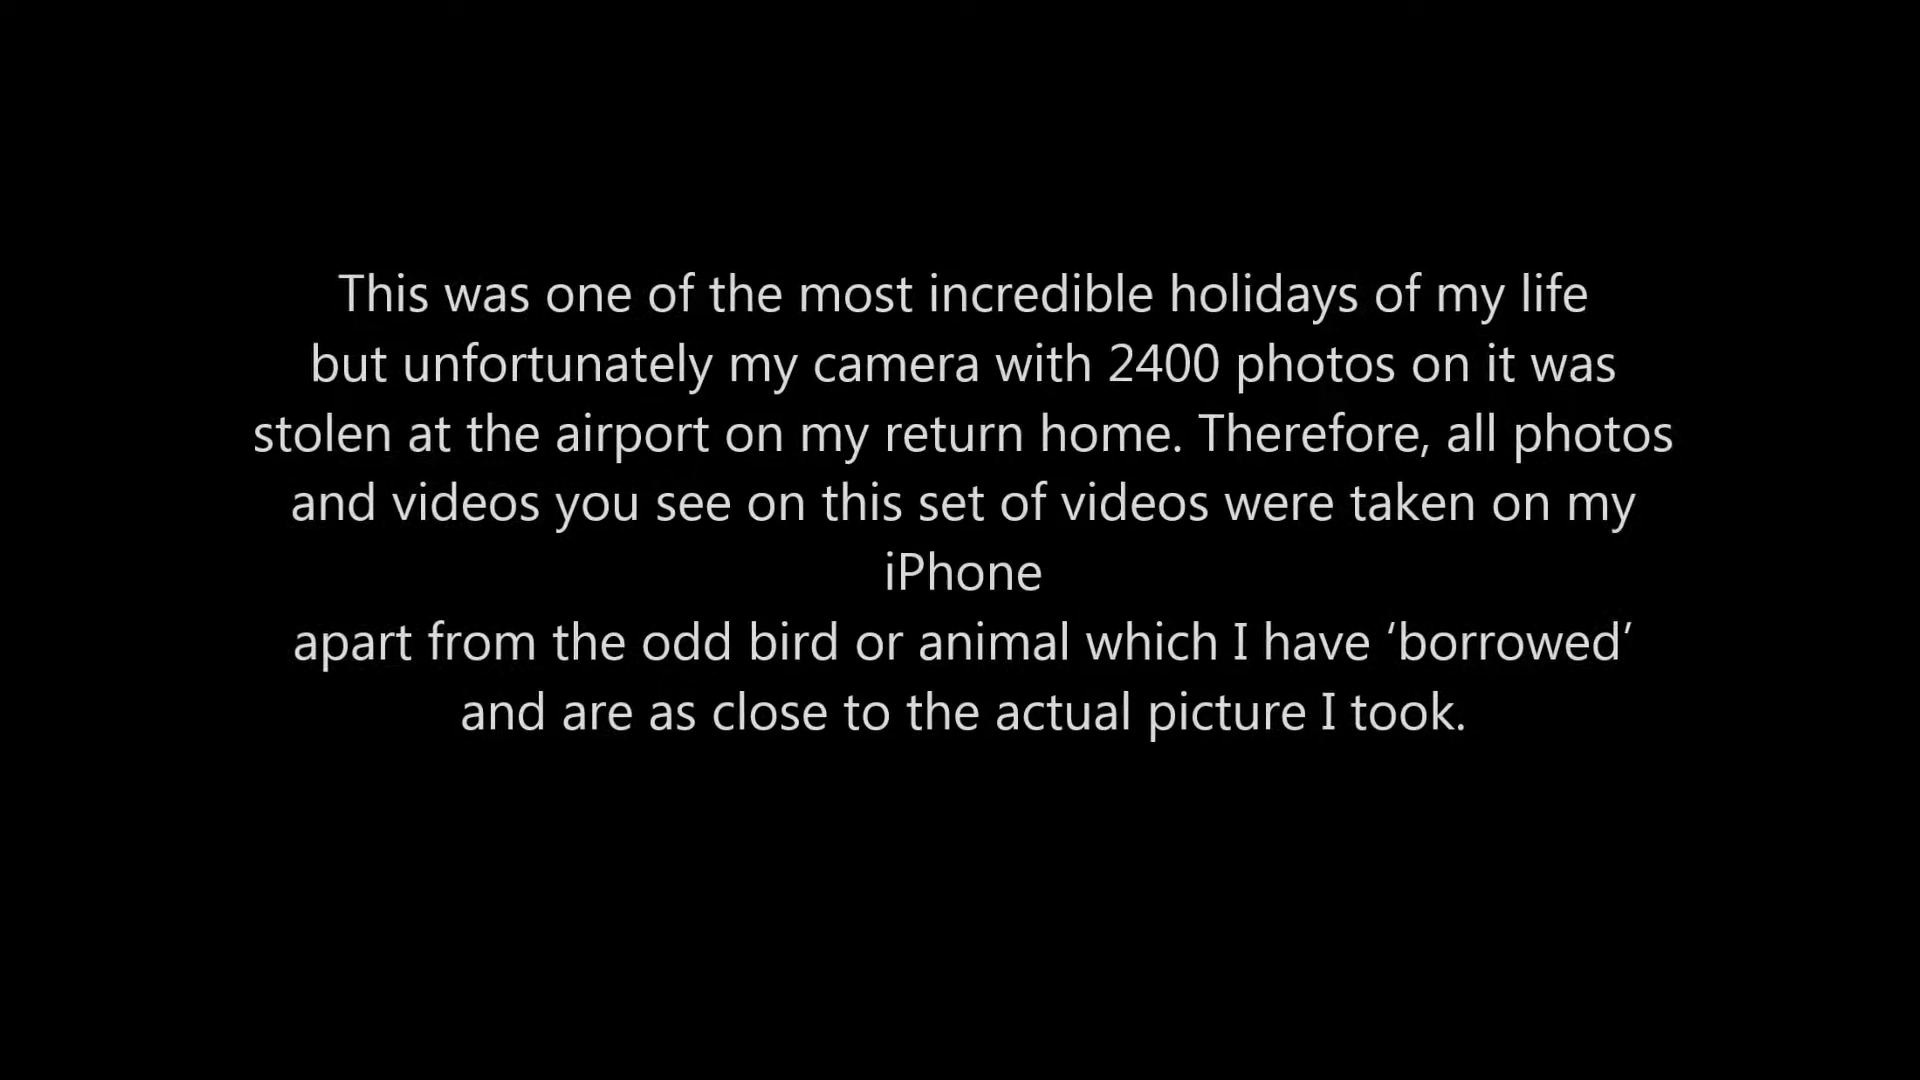 This was one of the most incredible holidays of my life
but unfortunately my camera with 2400 photos on it was
stolen at the airport on my return home. Therefore, all photos
and videos you see on this set of videos were taken on my
iPhone
apart from the odd bird or animal which I have ‘borrowed’
and are as close to the actual picture I took.